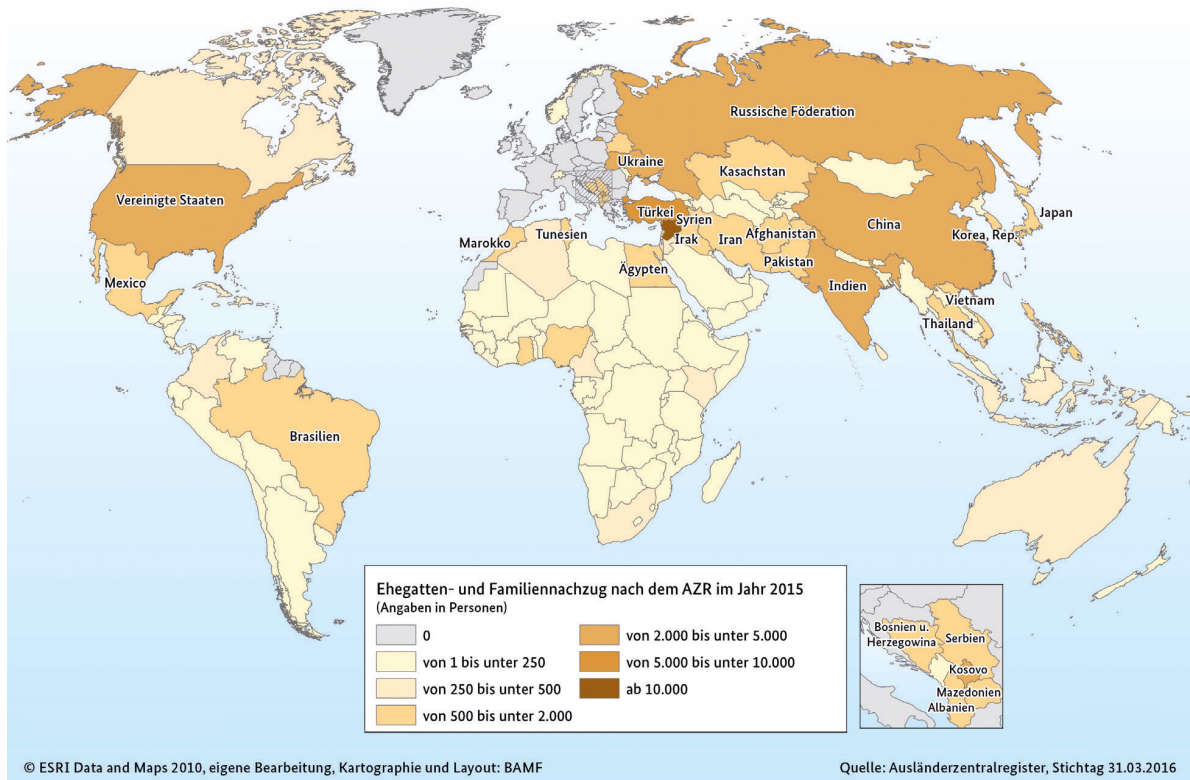 Russische Föderation
Ukraine
Kasachstan
Vereinigte Staaten
Türkei
Syrien
Japan
China
Tunesien
Afghanistan
Korea, Rep.
Marokko
Irak
Iran
Pakistan
Ägypten
Mexico
Indien
Vietnam
Thailand
Brasilien
Ehegatten- und Familiennachzug nach dem AZR im Jahr 2015
(Angaben in Personen)
0
von 1 bis unter 250
von 250 bis unter 500
von 500 bis unter 2.000
von 2.000 bis unter 5.000
von 5.000 bis unter 10.000
ab 10.000
Bosnien u.
Herzegowina
Serbien
Kosovo
Mazedonien
Albanien
© ESRI Data and Maps 2010, eigene Bearbeitung, Kartographie und Layout: BAMF
Quelle: Ausländerzentralregister, Stichtag 31.03.2016